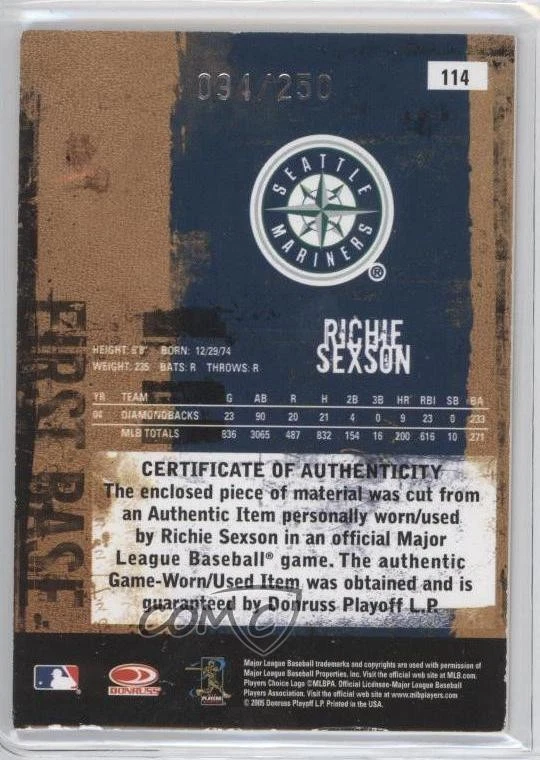 094/250
114
SEATTLE
MARINERS
®
RICHIE
SEXSON
HEIGHT: 6'8" BORN: 12/29/74
WEIGHT: 235 BATS: R THROWS: R
YR TEAM G AB R H 2B 3B HR RBI SB BA
04 DIAMONDBACKS 23 90 20 21 4 0 9 23 0 .233
MLB TOTALS 836 3065 487 832 154 16 200 616 10 .271
FIRST BASE
CERTIFICATE OF AUTHENTICITY
The enclosed piece of material was cut from
an Authentic Item personally worn/used
by Richie Sexson in an official Major
League Baseball® game. The authentic
Game-Worn/Used Item was obtained and is
guaranteed by Donruss Playoff L.P.
COMC
DONRUSS
PLAYERS
Major League Baseball trademarks and copyrights are used with permission of
Major League Baseball Properties, Inc. Visit the official web site at MLB.com.
Players Choice Logo ©MLBPA. Official Licensee-Major League Baseball
Players Association. Visit the official web site at www.mlbplayers.com
© 2005 Donruss Playoff L.P. Printed in the USA.